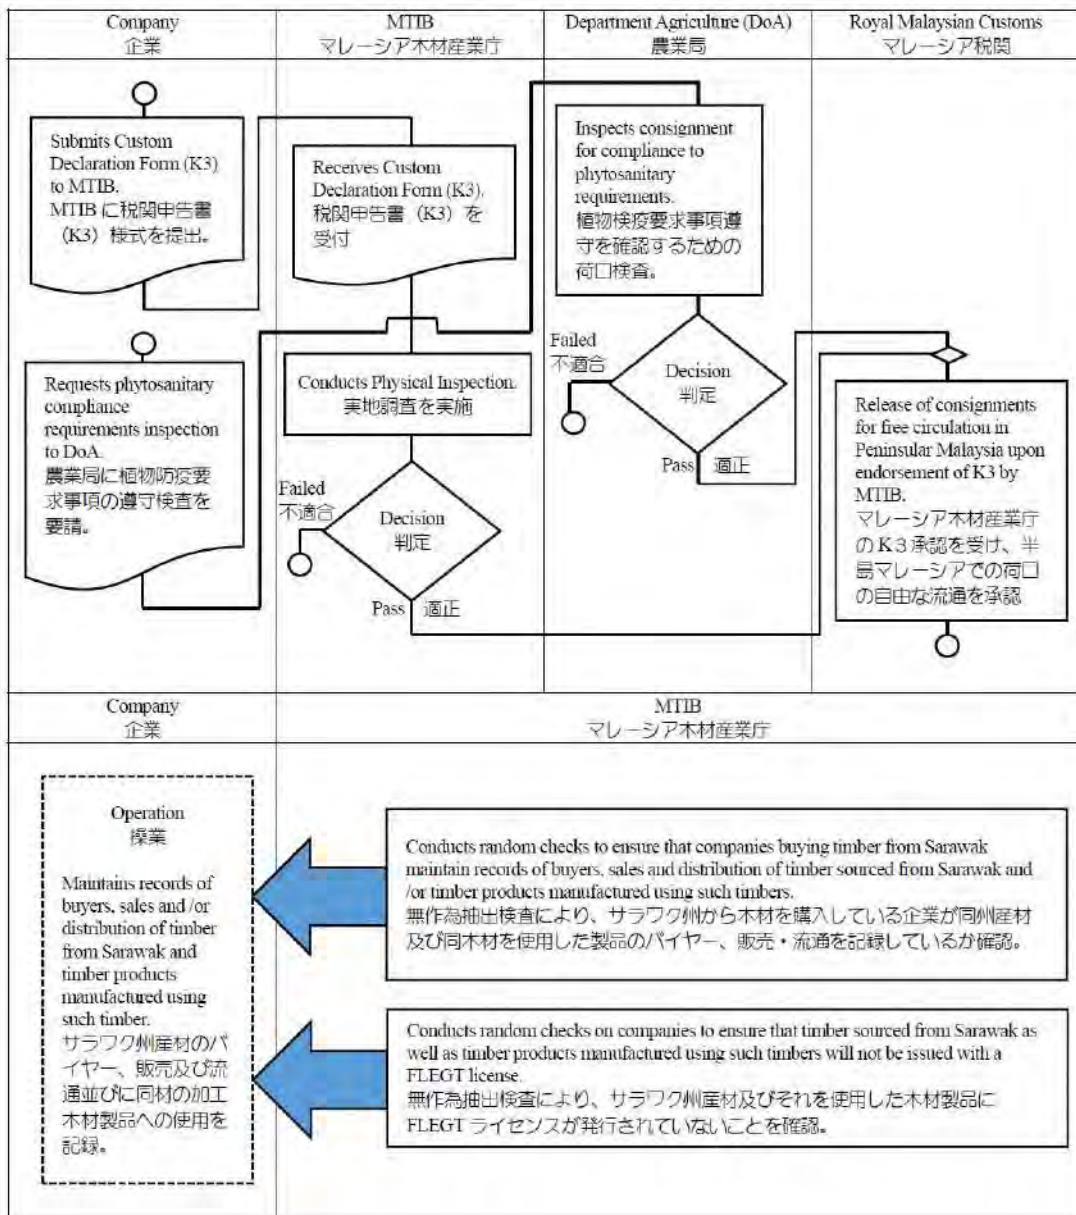 Company
企業
MTIB
マレーシア木材産業庁
Department Agriculture (DoA)
農業局
Royal Malaysian Customs
マレーシア税関
Submits Custom
Declaration Form (K3)
to MTIB.
MTIB に税関申告書
（K3）様式を提出。
Receives Custom
Declaration Form (K3).
税関申告書（K3）を
受付
Inspects consignment
for compliance to
phytosanitary
requirements.
植物検疫要求事項遵
守を確認するための
荷口検査。
Requests phytosanitary
compliance
requirements inspection
to DoA.
農業局に植物防疫要
求事項の遵守検査を
要請。
Conducts Physical Inspection.
実地調査を実施
Failed
不適合
Decision
判定
Pass 適正
Failed
不適合
Decision
判定
Pass 適正
Release of consignments
for free circulation in
Peninsular Malaysia upon
endorsement of K3 by
MTIB.
マレーシア木材産業庁
の K３承認を受け、半
島マレーシアでの荷口
の自由な流通を承認
Company
企業
MTIB
マレーシア木材産業庁
Operation
操業
Maintains records of
buyers, sales and /or
distribution of timber
from Sarawak and
timber products
manufactured using
such timber.
サラワク州産材のバ
イヤー、販売及び流
通並びに同材の加工
木材製品への使用を
記録。
Conducts random checks to ensure that companies buying timber from Sarawak
maintain records of buyers, sales and distribution of timber sourced from Sarawak and
/or timber products manufactured using such timbers.
無作為抽出検査により、サラワク州から木材を購入している企業が同州産材
及び同木材を使用した製品のバイヤー、販売・流通を記録しているか確認。
Conducts random checks on companies to ensure that timber sourced from Sarawak as
well as timber products manufactured using such timbers will not be issued with a
FLEGT license.
無作為抽出検査により、サラワク州産材及びそれを使用した木材製品に
FLEGT ライセンスが発行されていないことを確認。